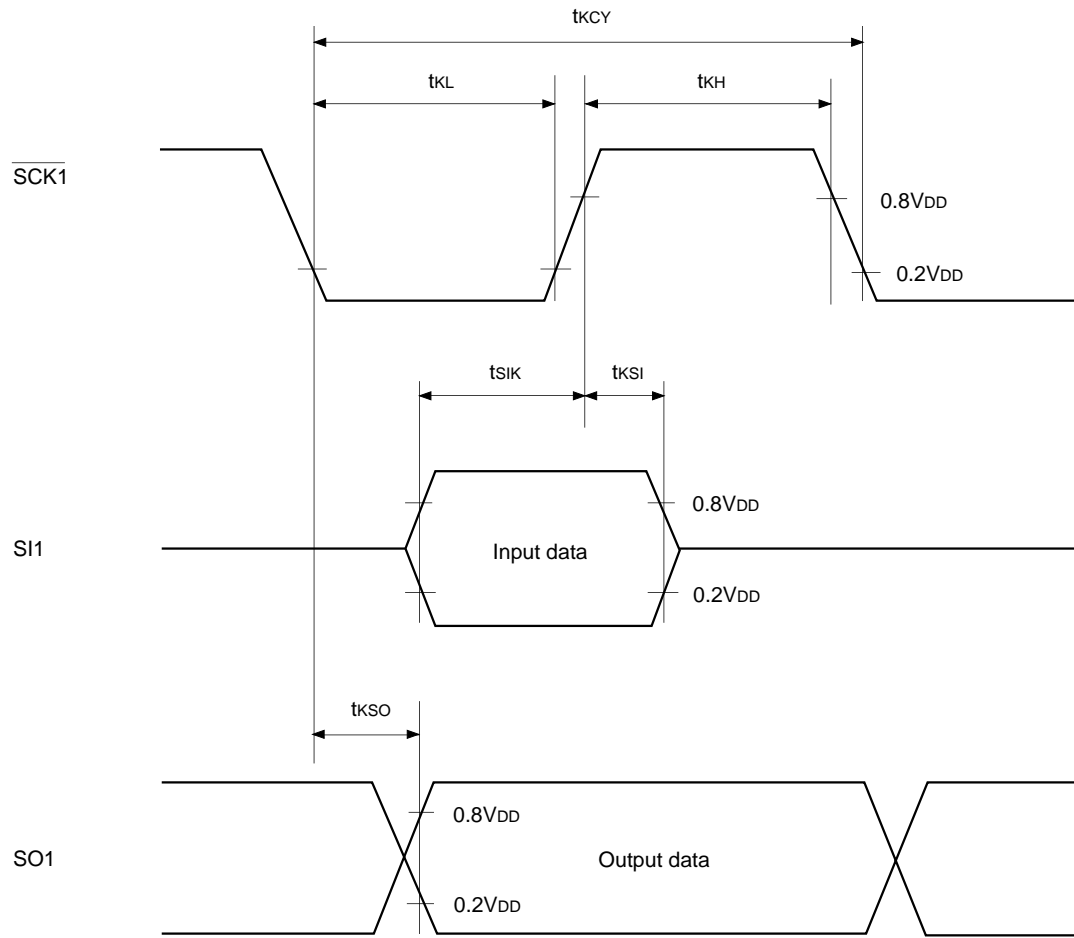 tKCY
tKL
tKH
SCK1
0.8VDD
0.2VDD
tSIK
tKSI
0.8VDD
SI1
Input data
0.2VDD
tKSO
0.8VDD
SO1
Output data
0.2VDD